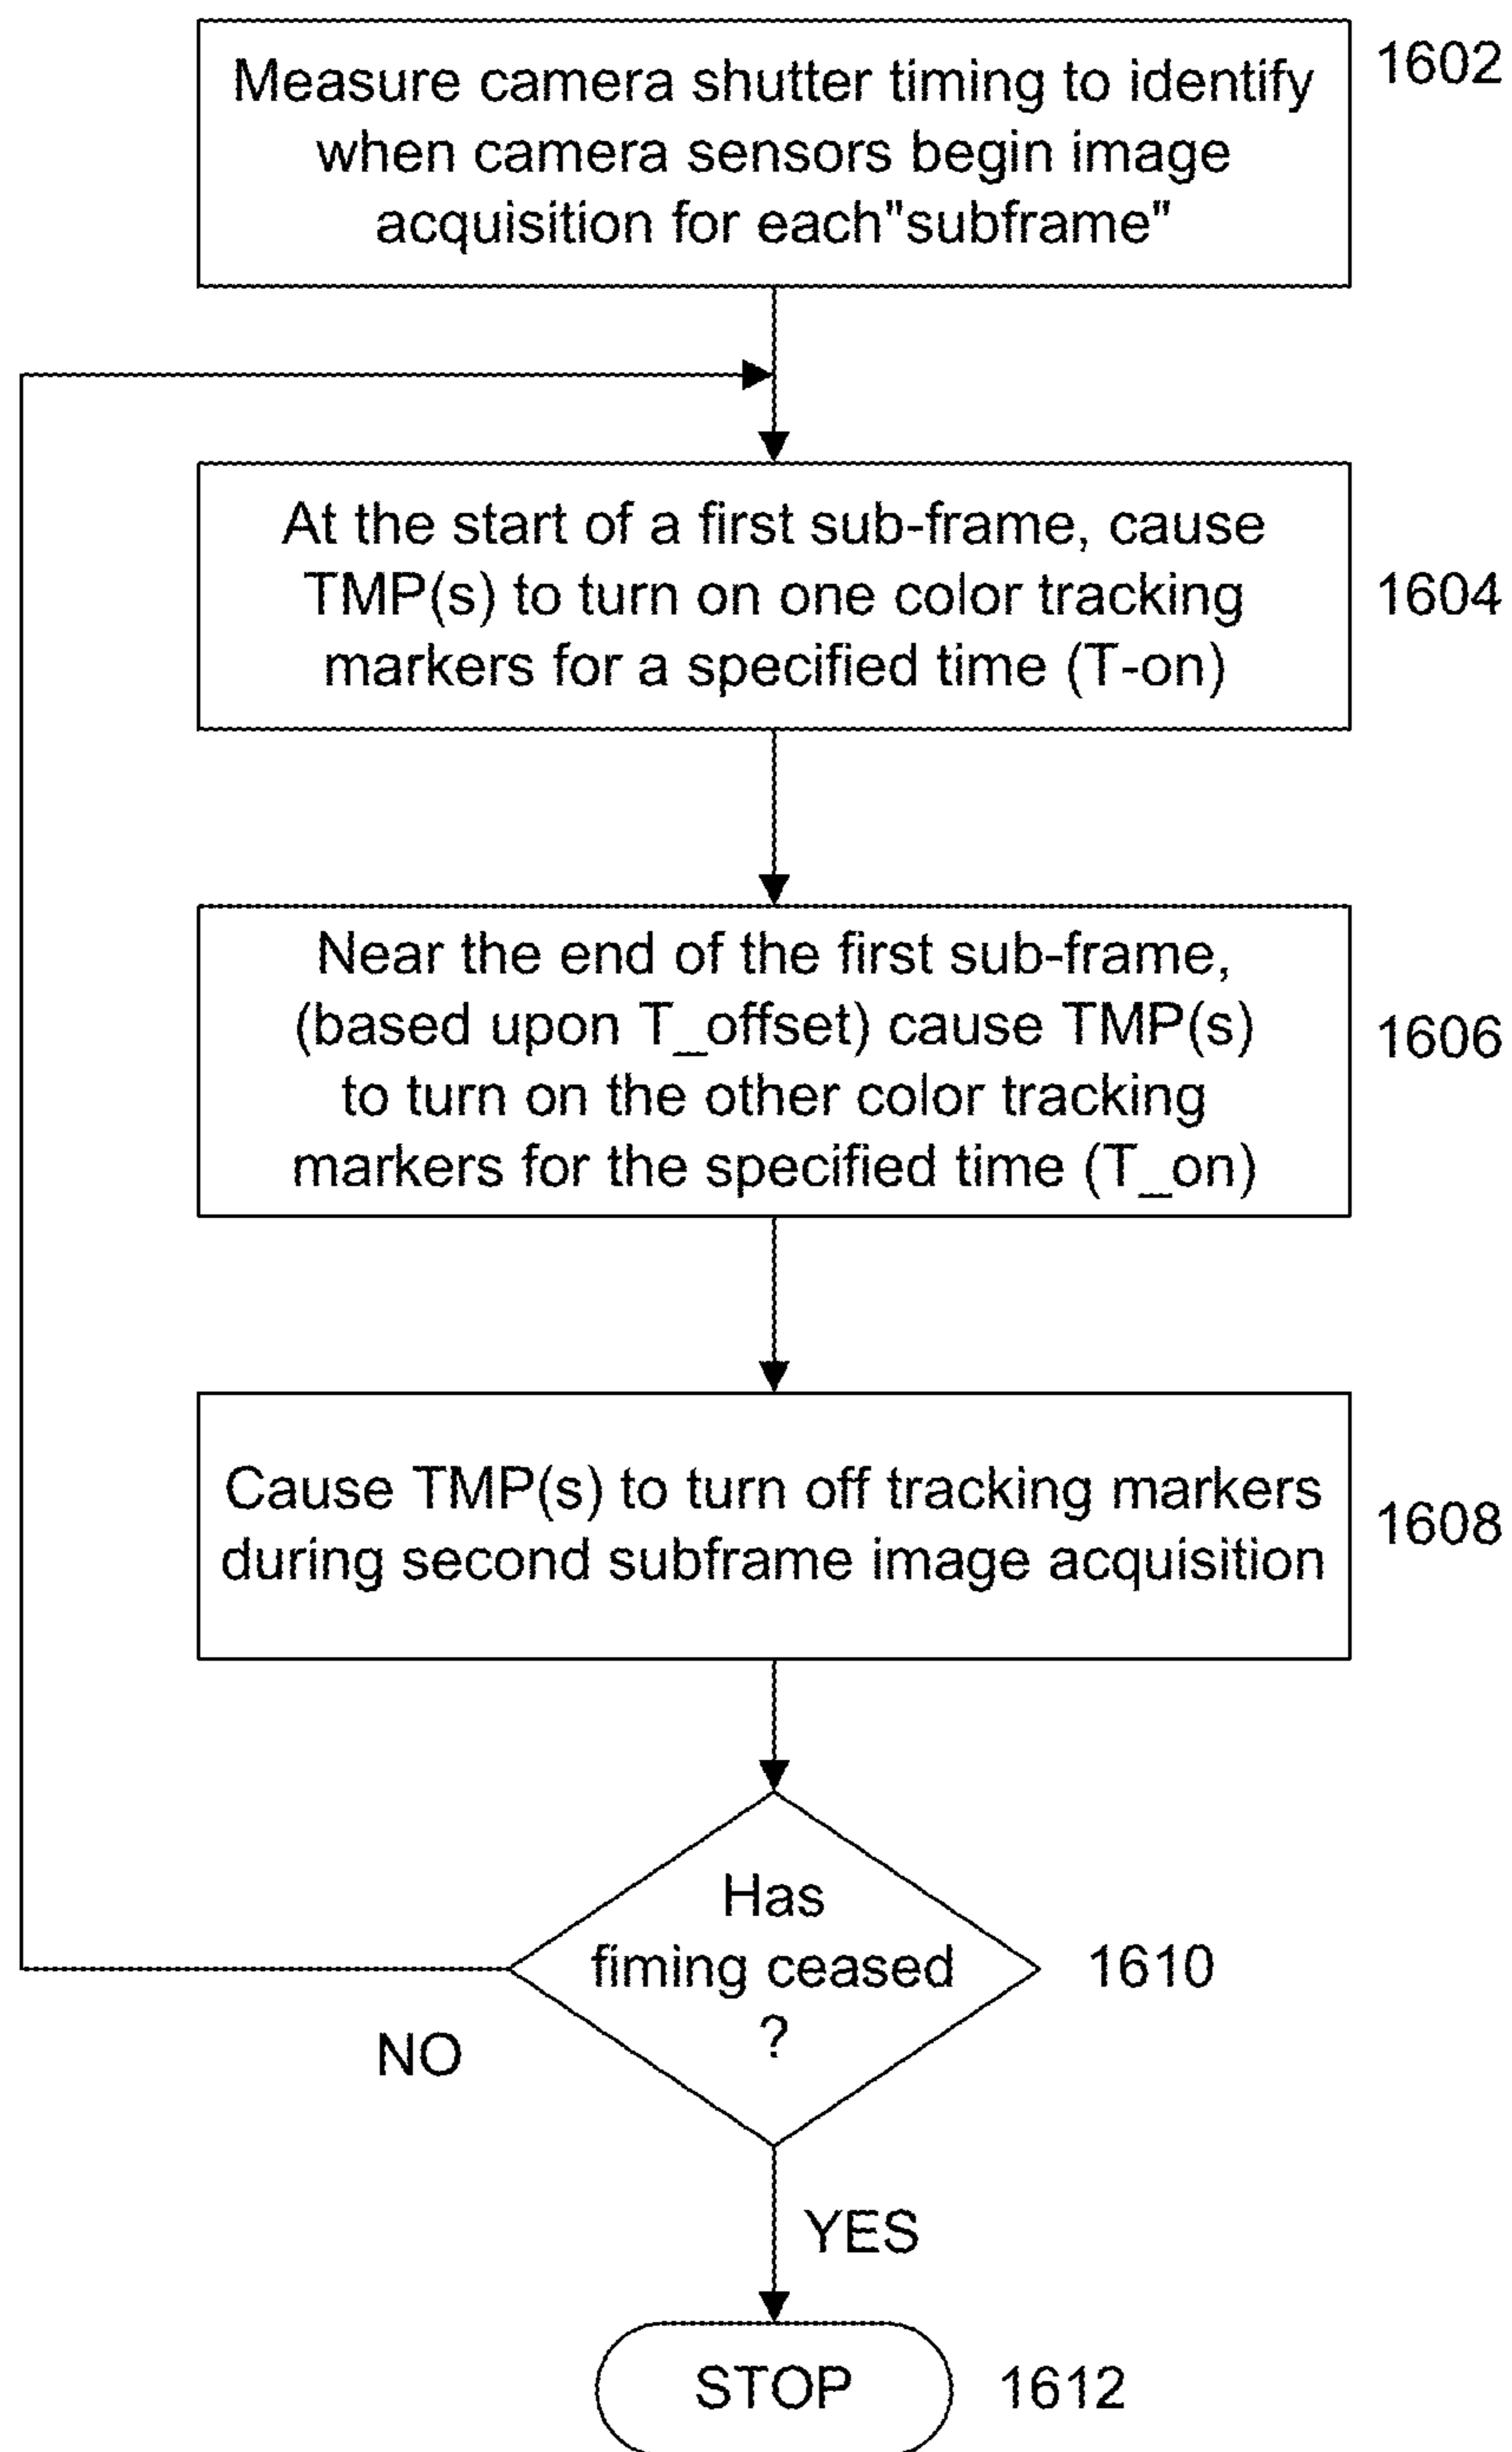 Measure camera shutter timing to identify
when camera sensors begin image
acquisition for each"subframe"
1602
At the start of a first sub-frame, cause
TMP(s) to turn on one color tracking
markers for a specified time (T-on)
1604
Near the end of the first sub-frame,
(based upon T_offset) cause TMP(s)
to turn on the other color tracking
markers for the specified time (T_on)
1606
Cause TMP(s) to turn off tracking markers
during second subframe image acquisition
1608
Has
fiming ceased
?
1610
NO
YES
STOP
1612